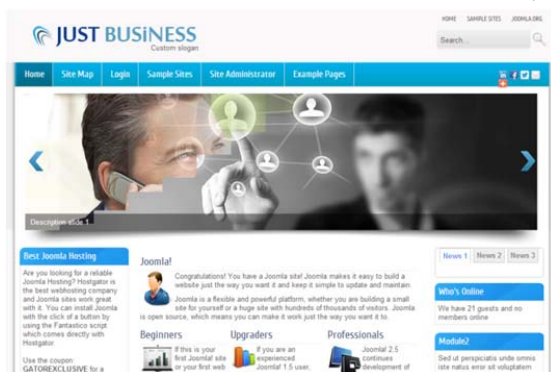 HOME SAMPLE SITES JOOMLA.ORG
JUST BUSiNESS
Custom slogan
Search...
Home Site Map Login Sample Sites Site Administrator Example Pages
Description slide 1
Best Joomla Hosting
Are you looking for a reliable
Joomla Hosting? Hostgator is
the best webhosting company
and Joomla sites work great
with it. You can install Joomla
with the click of a button by
using the Fantastico script
which comes directly with
Hostgator.
Use the coupon:
GATOREXCLUSIVE for a
Joomla!
Congratulations! You have a Joomla site! Joomla makes it easy to build a
website just the way you want it and keep it simple to update and maintain.
Joomla is a flexible and powerful platform, whether you are building a small
site for yourself or a huge site with hundreds of thousands of visitors. Joomla
is open source, which means you can make it work just the way you want it to.
Beginners
If this is your
first Joomla! site
or your first web
Upgraders
If you are an
experienced
Joomla! 1.5 user,
Professionals
Joomla! 2.5
continues
development of
News 1 News 2 News 3
Who's Online
We have 21 guests and no
members online
Module2
Sed ut perspiciatis unde omnis
iste natus error sit voluptatem